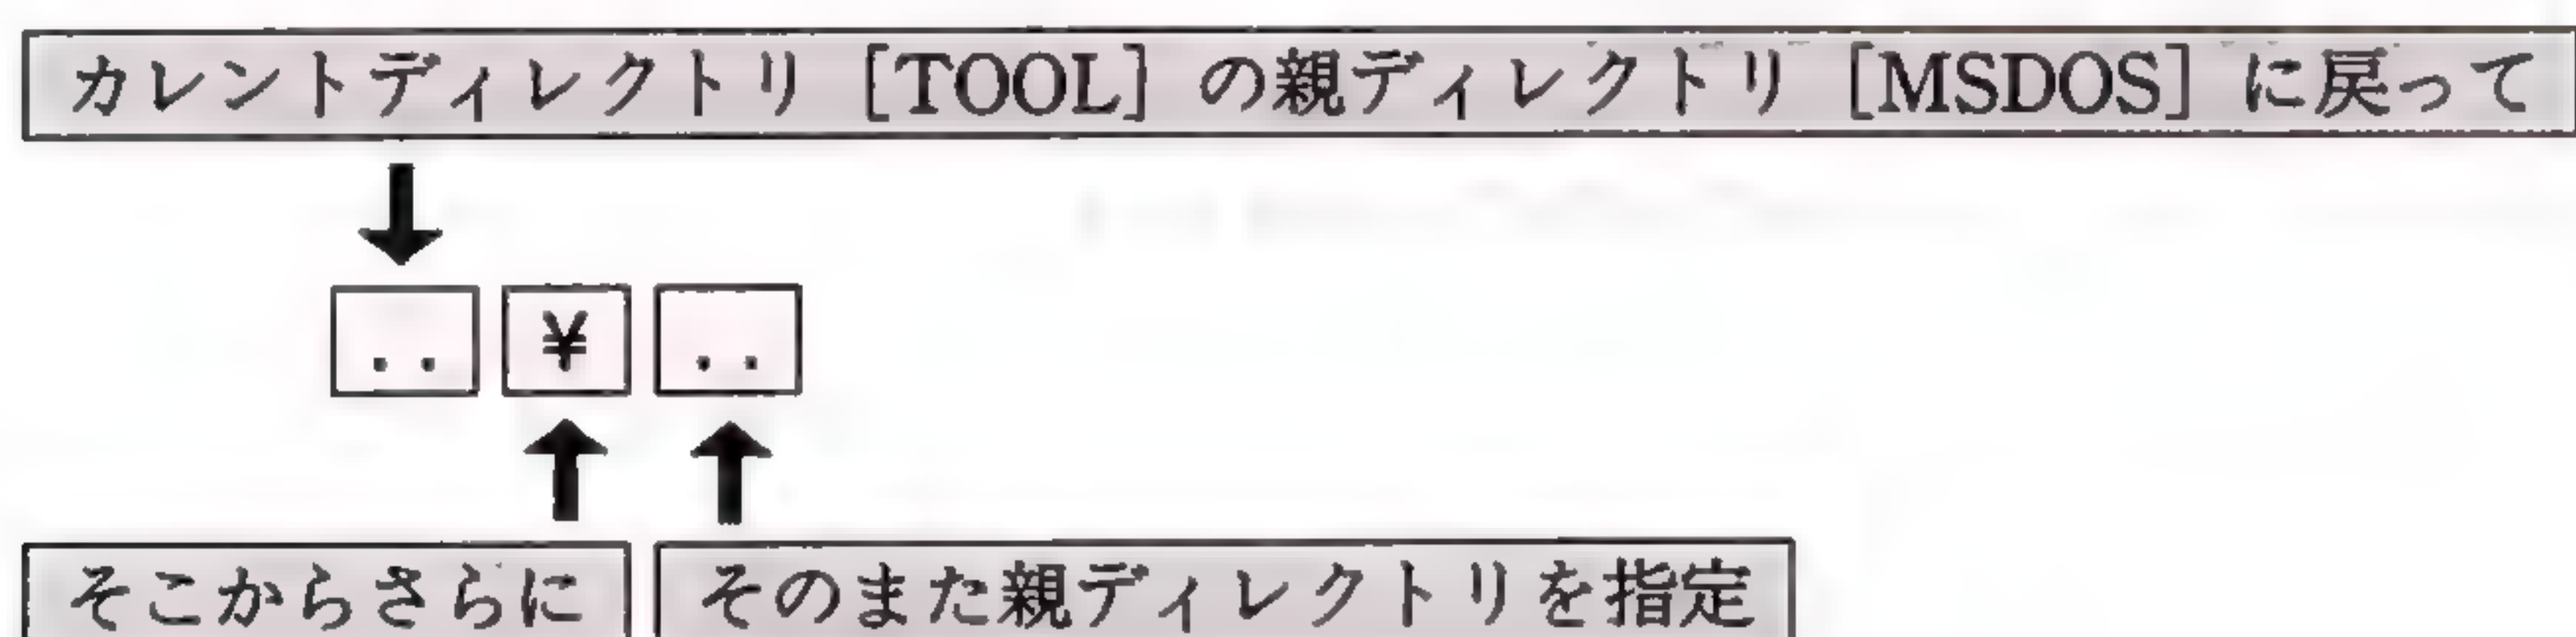 カレントディレクトリ［TOOL］の親ディレクトリ［MSDOS］に戻って
.. ¥ ..
そこからさらに そのまた親ディレクトリを指定